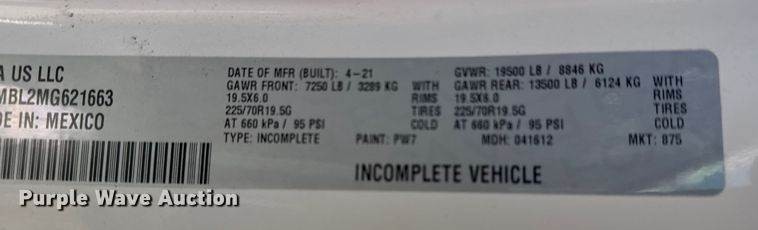 A US LLC
MBL2MG621663
DE IN: MEXICO
DATE OF MFR (BUILT): 4-21 GVWR: 19500 LB / 8846 KG
GAWR FRONT: 7250 LB / 3289 KG WITH GAWR REAR: 13500 LB / 6124 KG WITH
19.5X6.0 RIMS 19.5X6.0 RIMS
225/70R19.5G TIRES 225/70R19.5G TIRES
AT 660 kPa / 95 PSI COLD AT 660 kPa / 95 PSI COLD
TYPE: INCOMPLETE PAINT: PW7 MDH: 041612 MKT: 875
INCOMPLETE VEHICLE
Purple Wave Auction